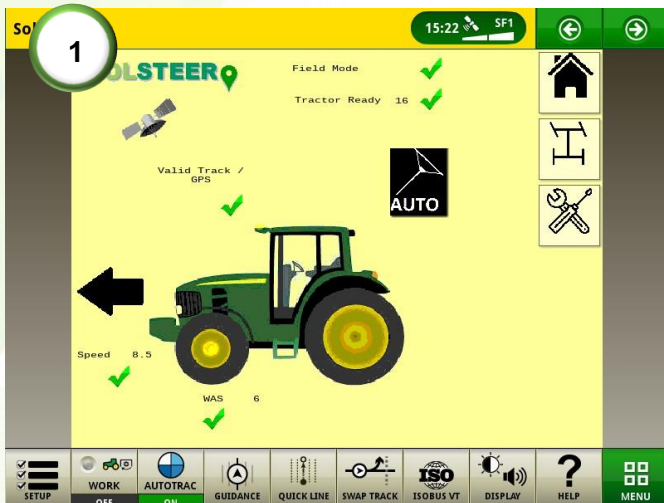 So
15:22 SF1
1
OLSTEER
Field Mode
Tractor Ready 16
Valid Track /
GPS
AUTO
Speed 8.5
WAS 6
SETUP
WORK
OFF
AUTOTRAC
ON
GUIDANCE
QUICK LINE
SWAP TRACK
ISO
ISOBUS VT
DISPLAY
?
HELP
MENU